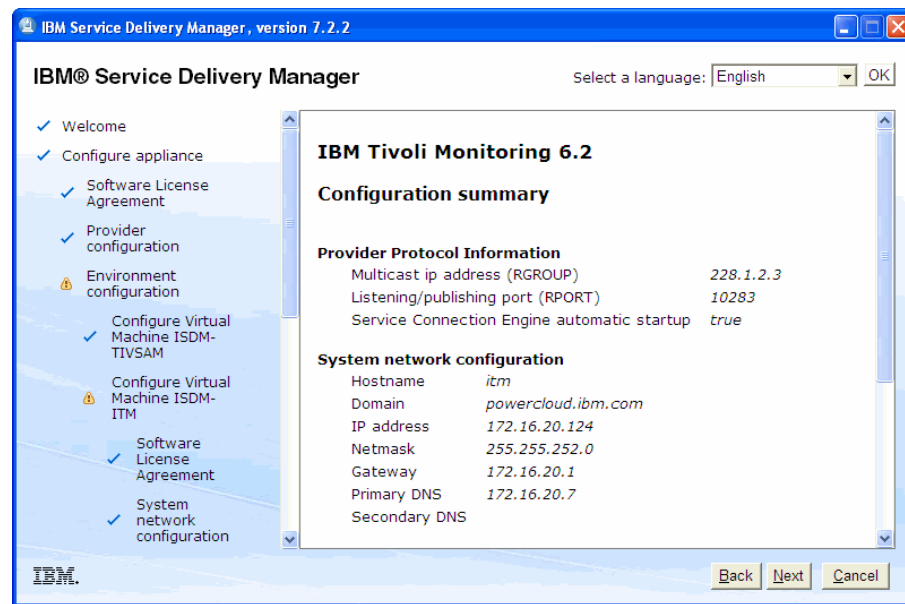 IBM Service Delivery Manager, version 7.2.2
IBM® Service Delivery Manager
Select a language: English OK
Welcome
Configure appliance
Software License
Agreement
Provider
configuration
Environment
configuration
Configure Virtual
Machine ISDM-
TIVSAM
Configure Virtual
Machine ISDM-
ITM
Software
License
Agreement
System
network
configuration
IBM Tivoli Monitoring 6.2
Configuration summary
Provider Protocol Information
Multicast ip address (RGROUP) 228.1.2.3
Listening/publishing port (RPORT) 10283
Service Connection Engine automatic startup true
System network configuration
Hostname itm
Domain powercloud.ibm.com
IP address 172.16.20.124
Netmask 255.255.252.0
Gateway 172.16.20.1
Primary DNS 172.16.20.7
Secondary DNS
IBM.
Back Next Cancel